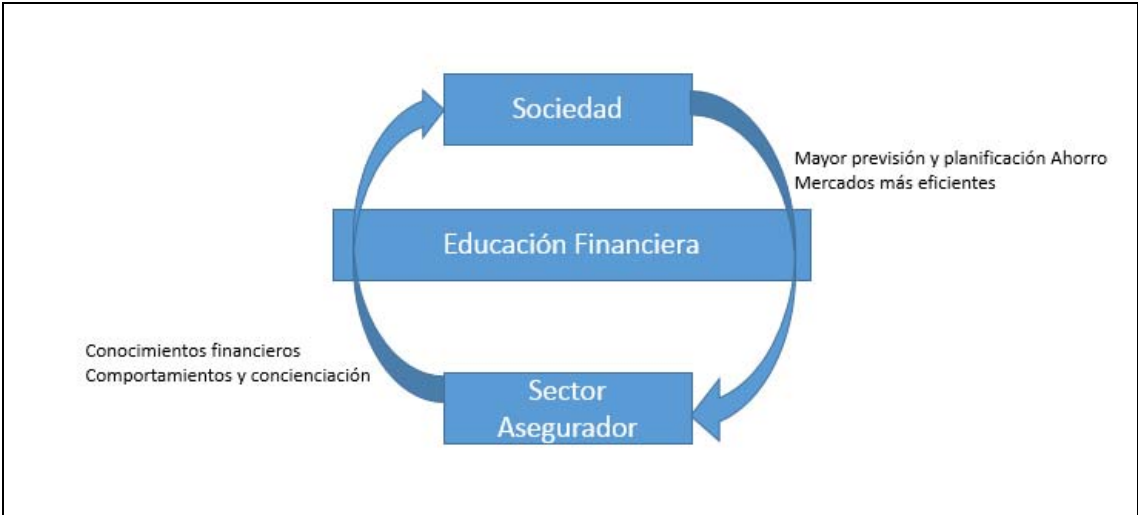 Sociedad
Mayor previsión y planificación Ahorro
Mercados más eficientes
Educación Financiera
Conocimientos financieros
Comportamientos y concienciación
Sector
Asegurador